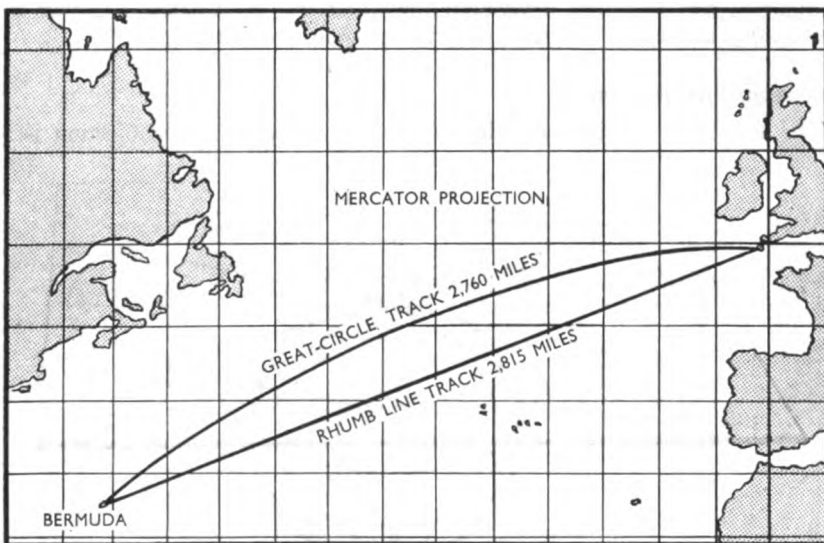 MERCATOR PROJECTION
GREAT-CIRCLE TRACK 2,760 MILES
RHUMB LINE TRACK 2,815 MILES
BERMUDA